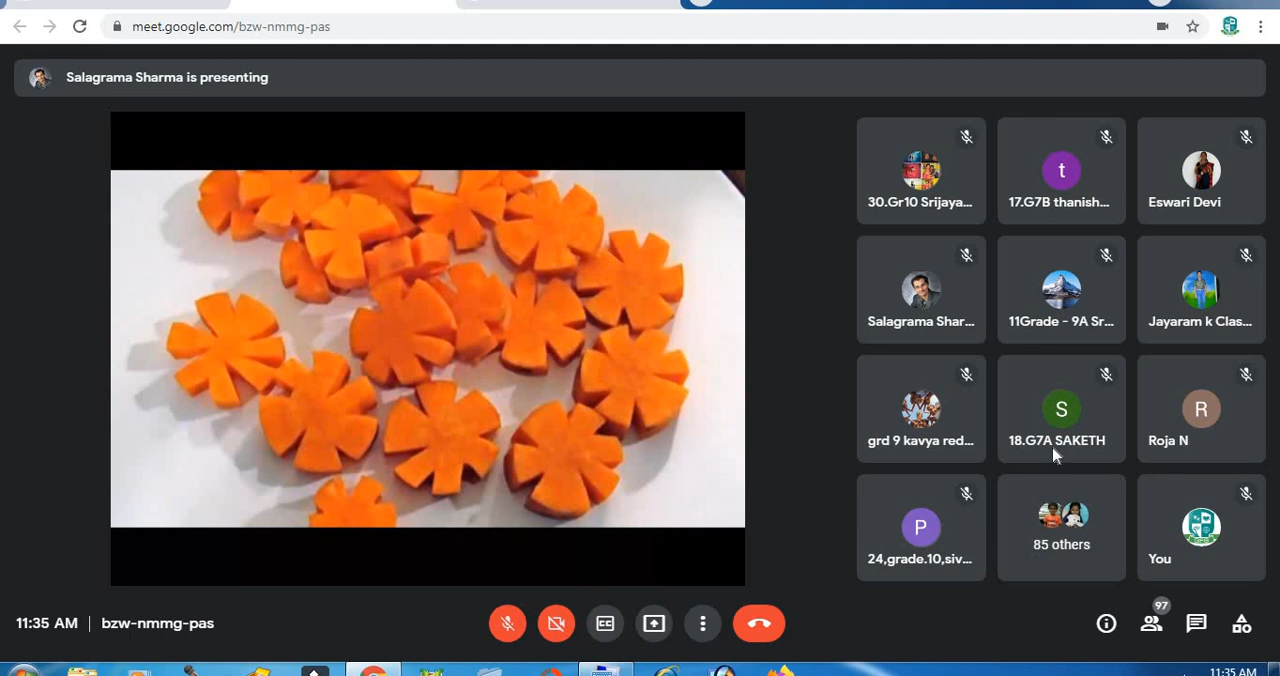 meet.google.com/bzw-nmmg-pas
Salagrama Sharma is presenting
30.Gr10 Srijaya...
t
17.G7B thanish...
Eswari Devi
Salagrama Shar...
11Grade - 9A Sr...
Jayaram k Clas...
grd 9 kavya red...
S
18.G7A SAKETH
R
Roja N
P
24,grade.10,siv...
85 others
You
11:35 AM | bzw-nmmg-pas
97
11:35 AM